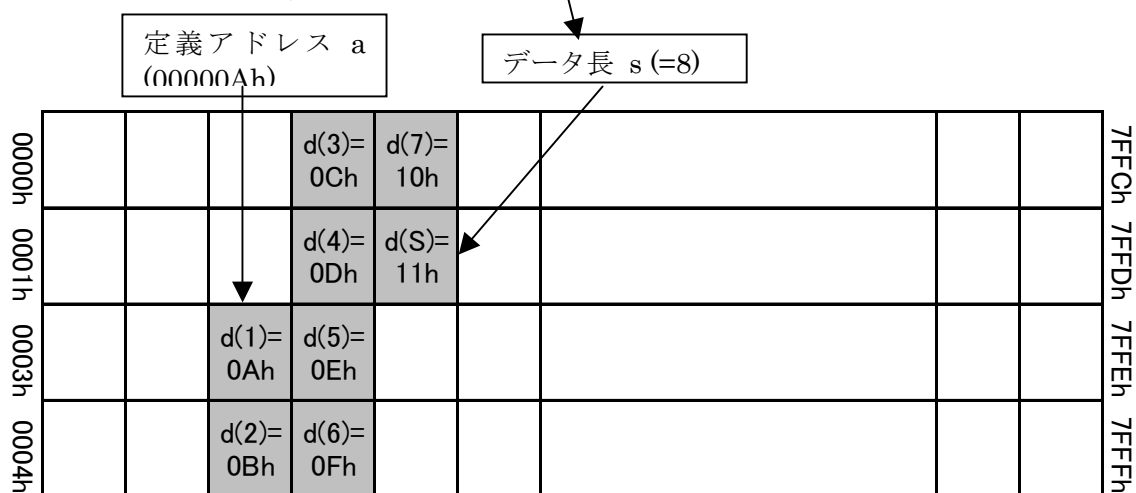 定義アドレス a
(00000Ah)
データ長 s (=8)
0000h
d(3)=
0Ch
d(7)=
10h
7FFCh
0001h
d(4)=
0Dh
d(S)=
11h
7FFDh
0003h
d(1)=
0Ah
d(5)=
0Eh
7FFEh
0004h
d(2)=
0Bh
d(6)=
0Fh
7FFFh